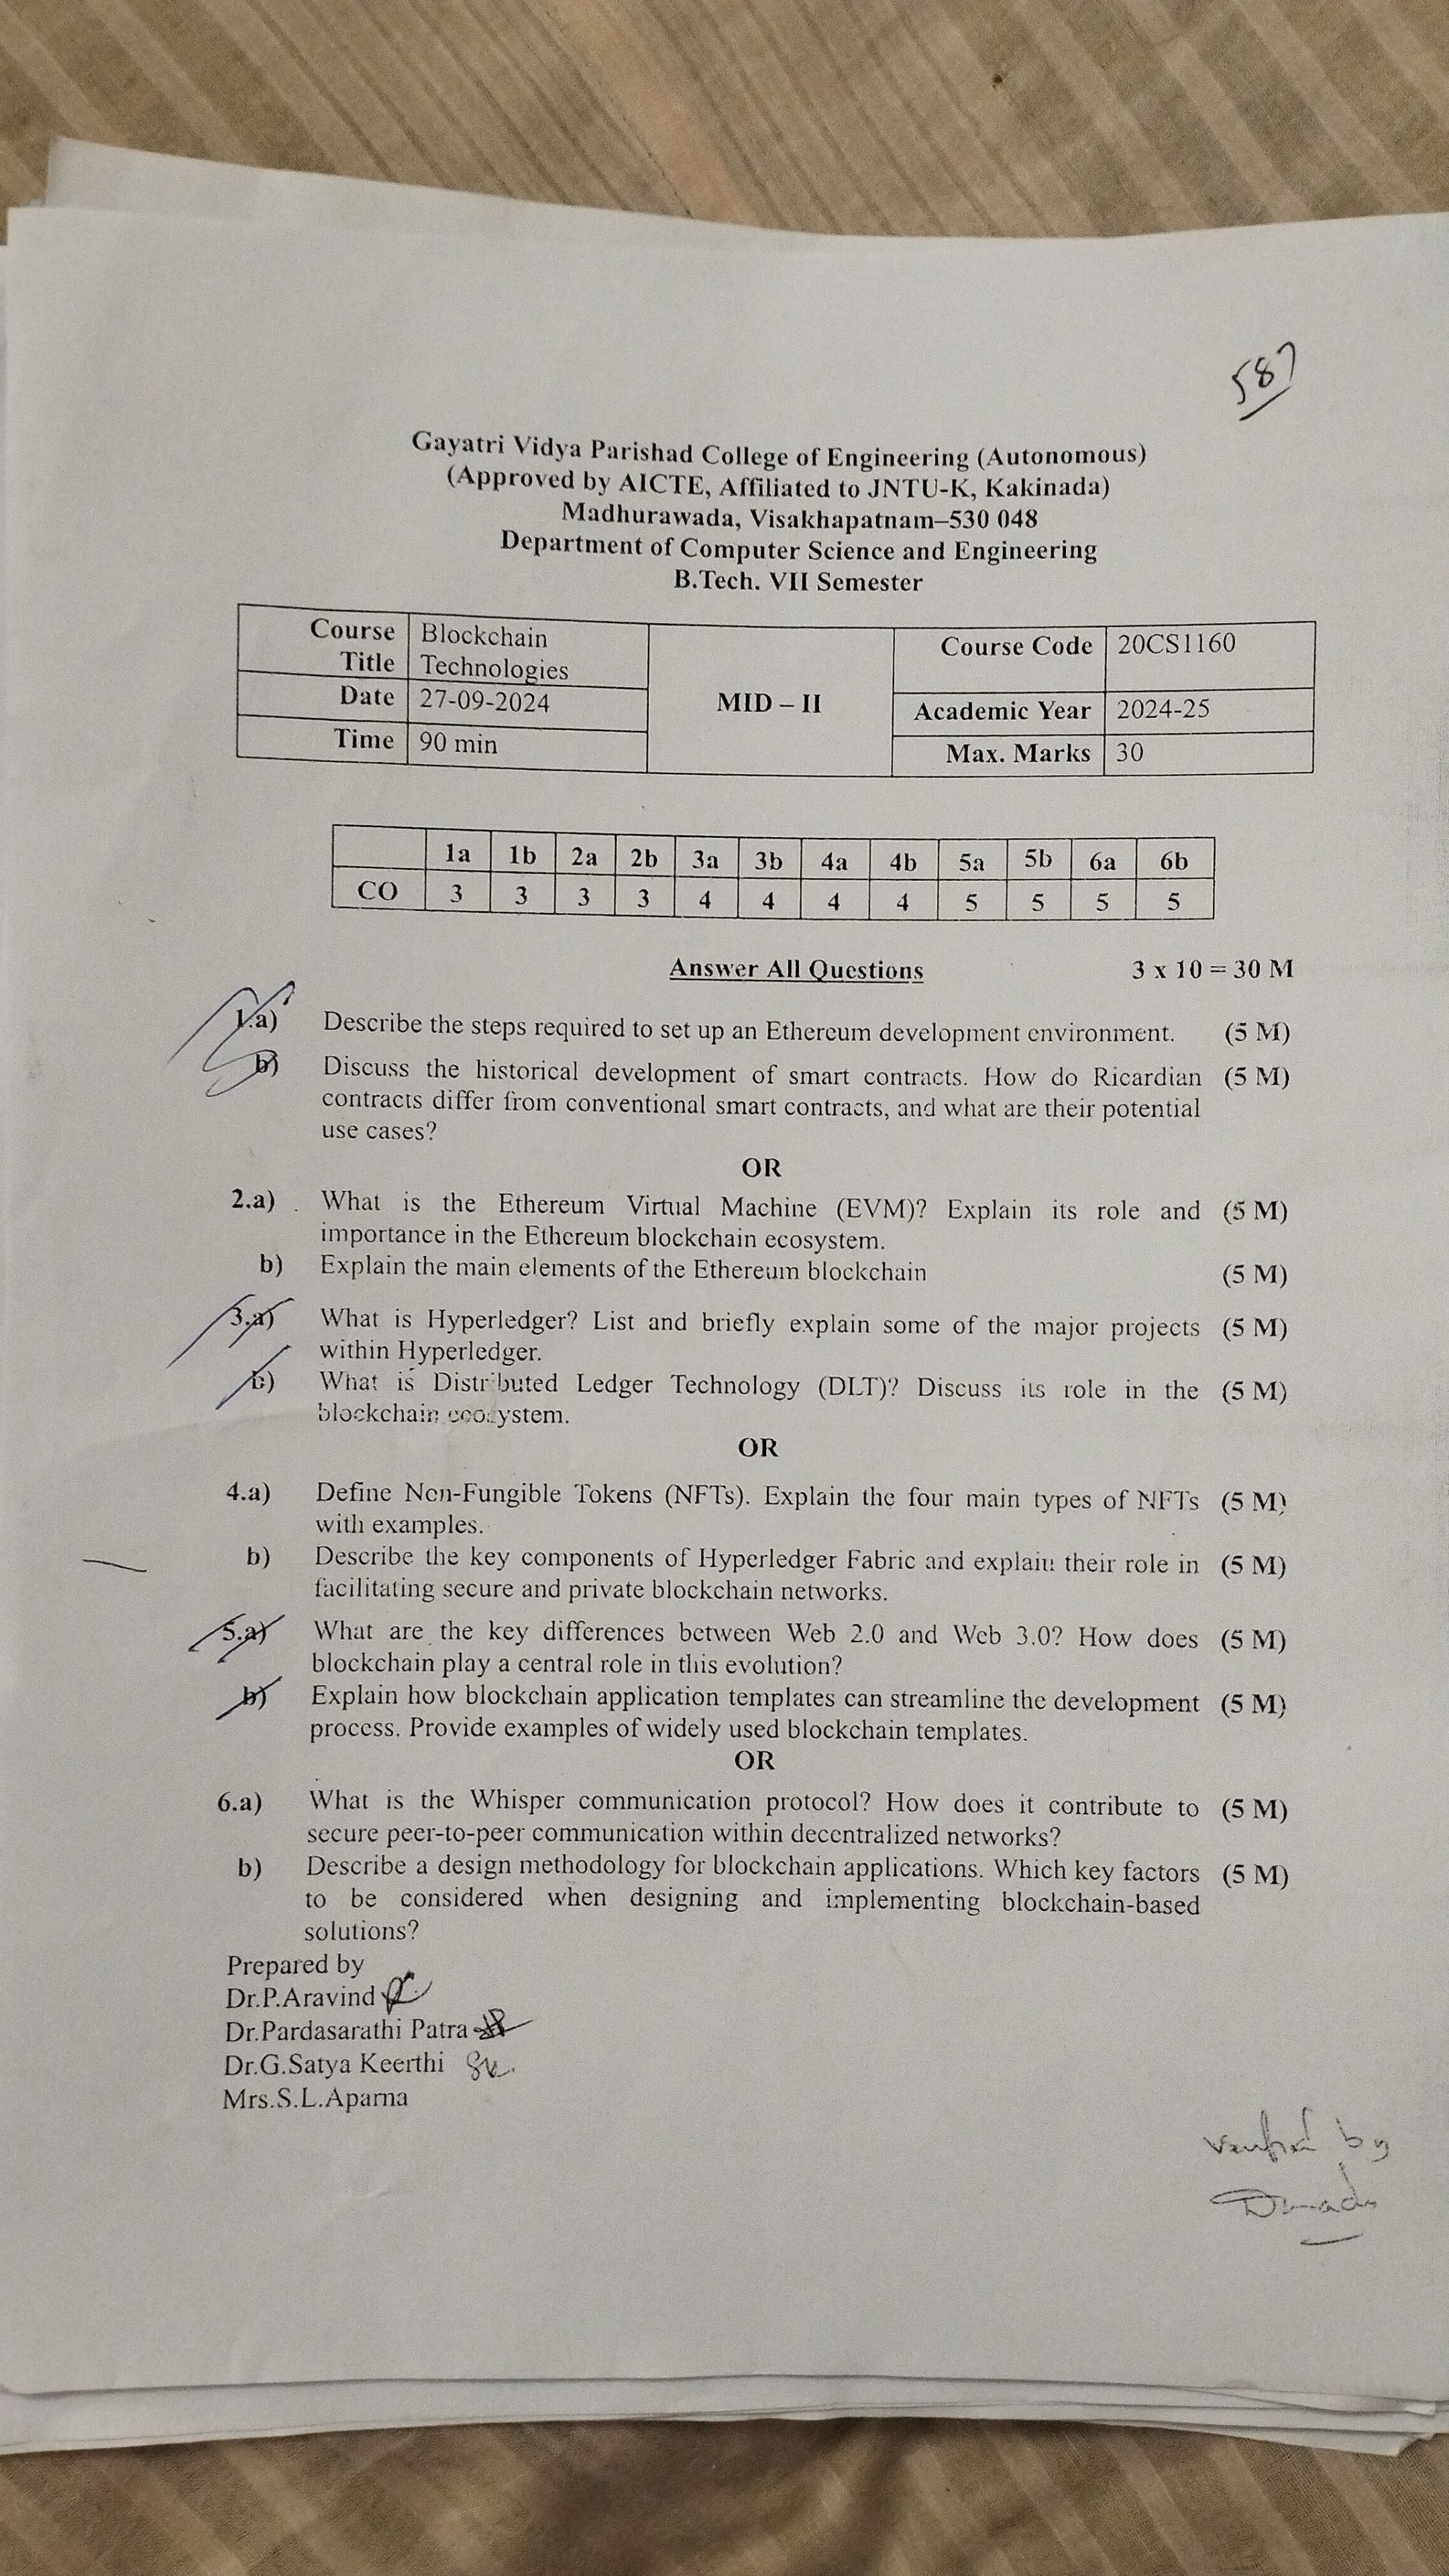 587
Gayatri Vidya Parishad College of Engineering (Autonomous)
(Approved by AICTE, Affiliated to JNTU-K, Kakinada)
Madhurawada, Visakhapatnam–530 048
Department of Computer Science and Engineering
B.Tech. VII Semester
Course Title Blockchain Technologies MID – II Course Code 20CS1160
Date 27-09-2024 Academic Year 2024-25
Time 90 min Max. Marks 30
1a 1b 2a 2b 3a 3b 4a 4b 5a 5b 6a 6b
CO 3 3 3 3 4 4 4 4 5 5 5 5
Answer All Questions 3 x 10 = 30 M
1.a) Describe the steps required to set up an Ethereum development environment. (5 M)
b) Discuss the historical development of smart contracts. How do Ricardian (5 M)
contracts differ from conventional smart contracts, and what are their potential
use cases?
OR
2.a) What is the Ethereum Virtual Machine (EVM)? Explain its role and (5 M)
importance in the Ethereum blockchain ecosystem.
b) Explain the main elements of the Ethereum blockchain (5 M)
3.a) What is Hyperledger? List and briefly explain some of the major projects (5 M)
within Hyperledger.
b) What is Distributed Ledger Technology (DLT)? Discuss its role in the (5 M)
blockchain ecosystem.
OR
4.a) Define Non-Fungible Tokens (NFTs). Explain the four main types of NFTs (5 M)
with examples.
b) Describe the key components of Hyperledger Fabric and explain their role in (5 M)
facilitating secure and private blockchain networks.
5.a) What are the key differences between Web 2.0 and Web 3.0? How does (5 M)
blockchain play a central role in this evolution?
b) Explain how blockchain application templates can streamline the development (5 M)
process. Provide examples of widely used blockchain templates.
OR
6.a) What is the Whisper communication protocol? How does it contribute to (5 M)
secure peer-to-peer communication within decentralized networks?
b) Describe a design methodology for blockchain applications. Which key factors (5 M)
to be considered when designing and implementing blockchain-based
solutions?
Prepared by
Dr.P.Aravind
Dr.Pardasarathi Patra
Dr.G.Satya Keerthi
Mrs.S.L.Aparna
Verified by